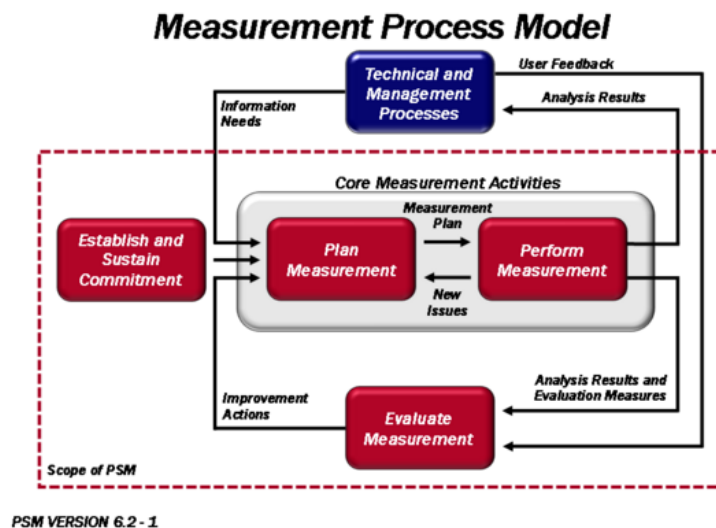 Measurement Process Model
User Feedback
Technical and
Management
Processes
Analysis Results
Information
Needs
Core Measurement Activities
Measurement
Plan
Establish and
Sustain
Commitment
Plan
Measurement
Perform
Measurement
New
Issues
Improvement
Actions
Analysis Results and
Evaluation Measures
Evaluate
Measurement
Scope of PSM
PSM VERSION 6.2 - 1